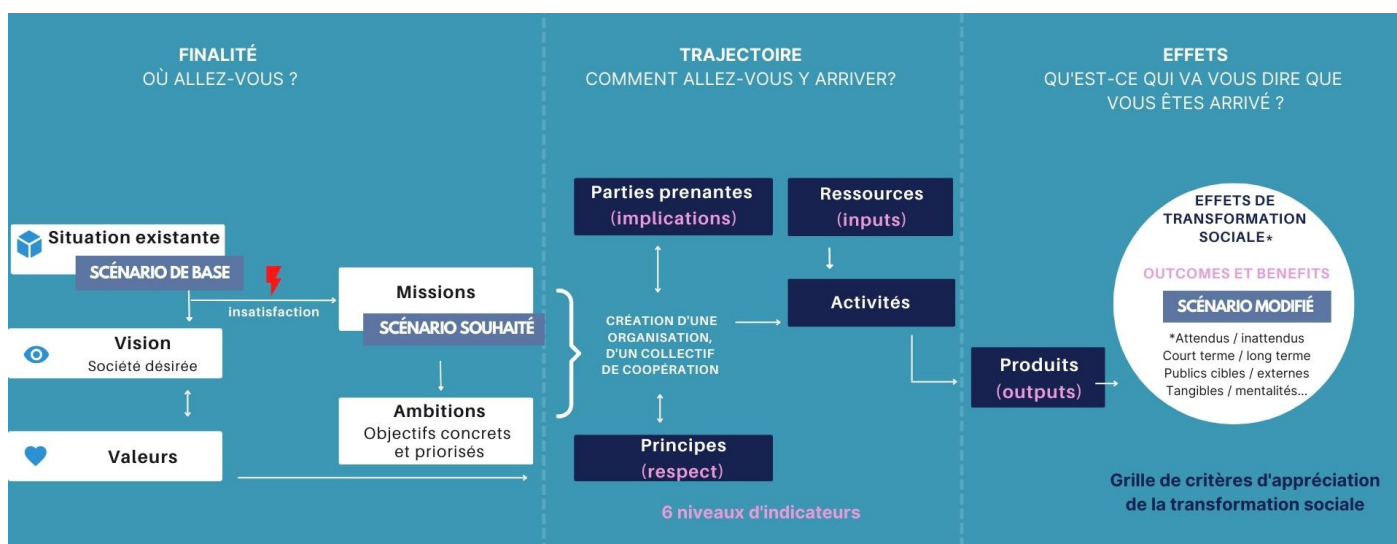 FINALITÉ
OÙ ALLEZ-VOUS ?
Situation existante
SCÉNARIO DE BASE
insatisfaction
Vision
Société désirée
Valeurs
Missions
SCÉNARIO SOUHAITÉ
Ambitions
Objectifs concrets
et priorisés
TRAJECTOIRE
COMMENT ALLEZ-VOUS Y ARRIVER?
Parties prenantes
(implications)
Ressources
(inputs)
CRÉATION D'UNE
ORGANISATION,
D'UN COLLECTIF
DE COOPÉRATION
Activités
Principes
(respect)
6 niveaux d'indicateurs
EFFETS
QU'EST-CE QUI VA VOUS DIRE QUE
VOUS ÊTES ARRIVÉ ?
Produits
(outputs)
EFFETS DE
TRANSFORMATION
SOCIALE*
OUTCOMES ET BENEFITS
SCÉNARIO MODIFIÉ
*Attendus / inattendus
Court terme / long terme
Publics cibles / externes
Tangibles / mentalités...
Grille de critères d'appréciation
de la transformation sociale